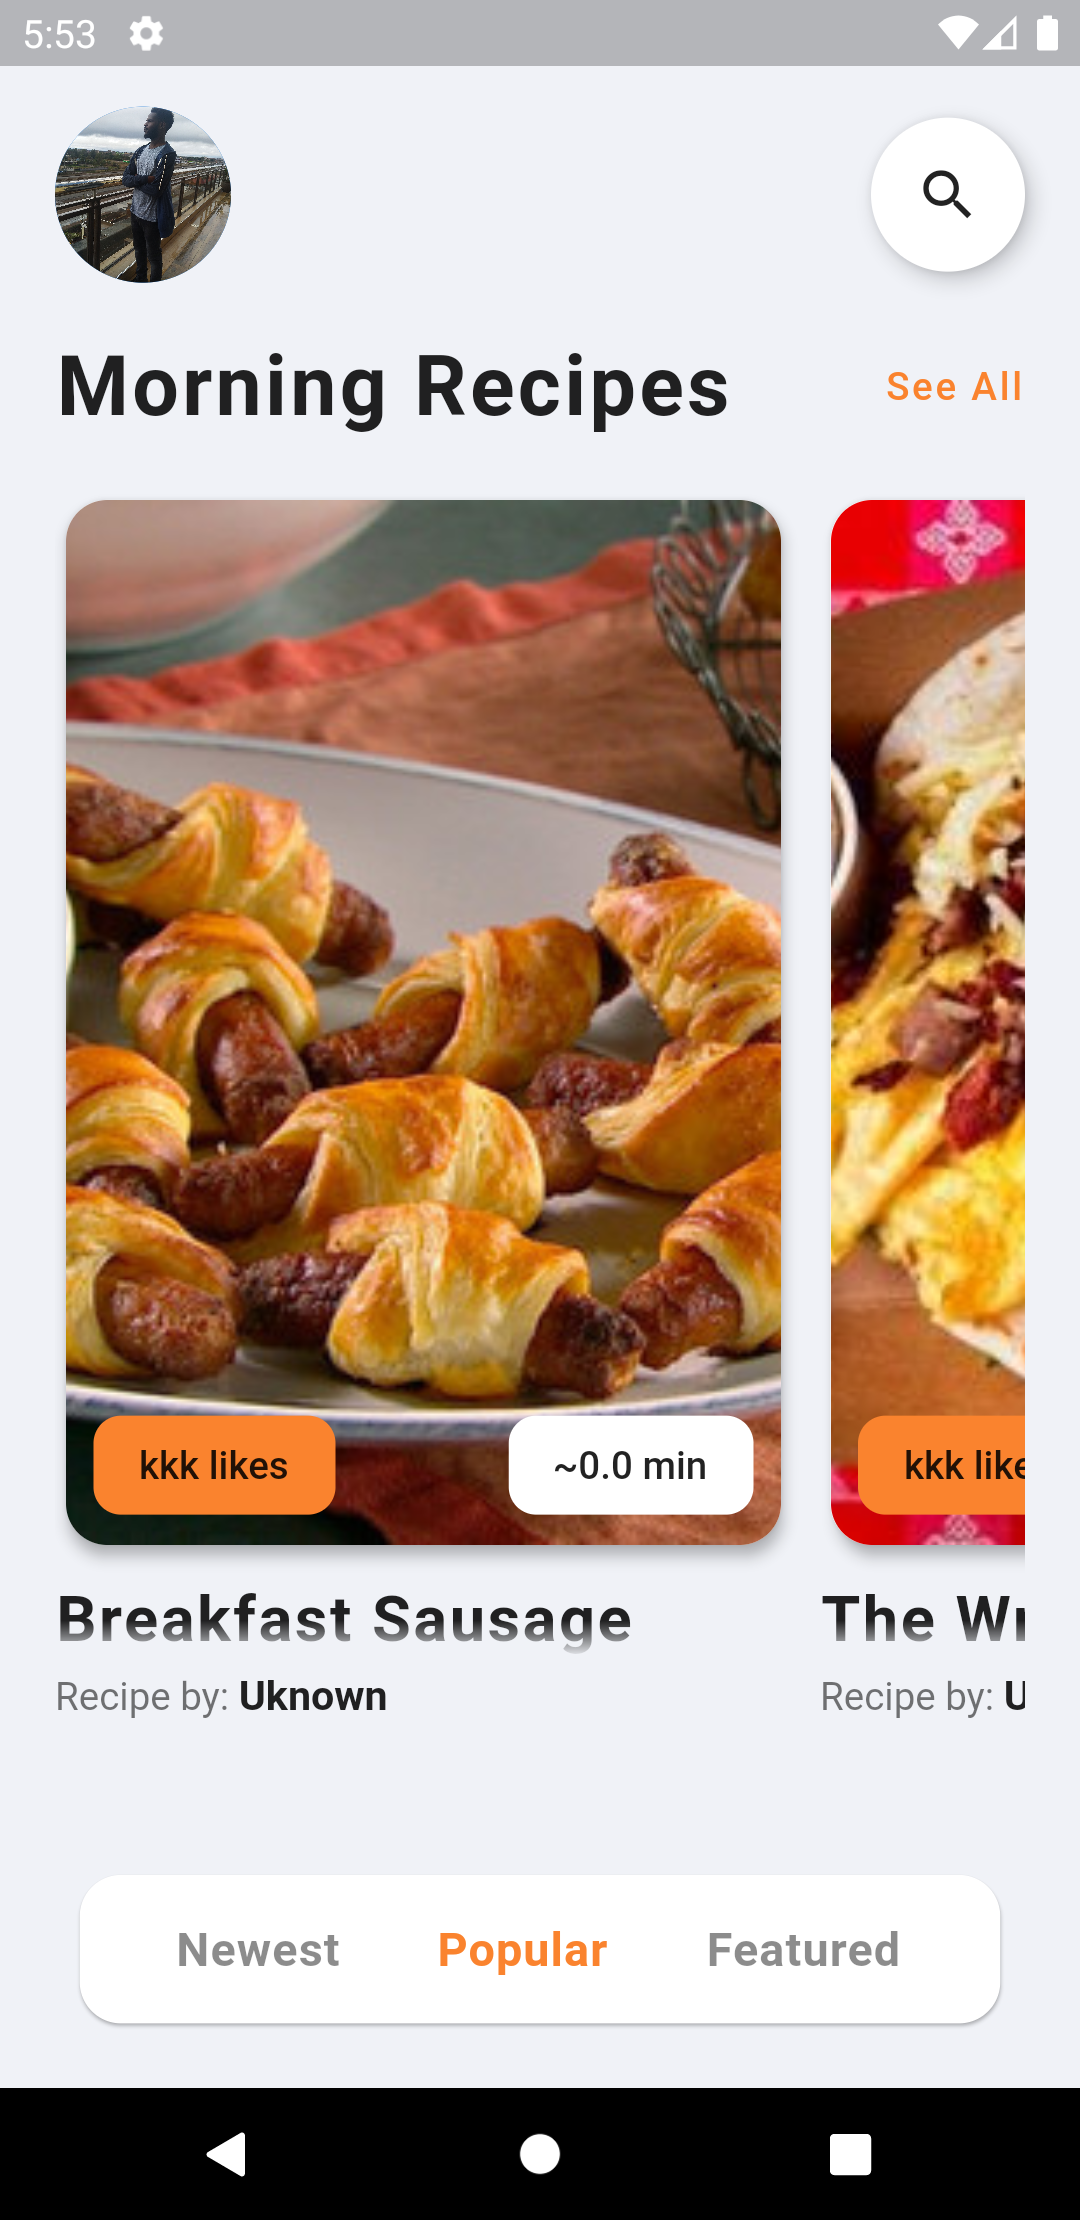 5:53
Morning Recipes
See All
kkk likes
~0.0 min
kkk like
Breakfast Sausage
The W
Recipe by: Uknown
Recipe by: U
Newest
Popular
Featured